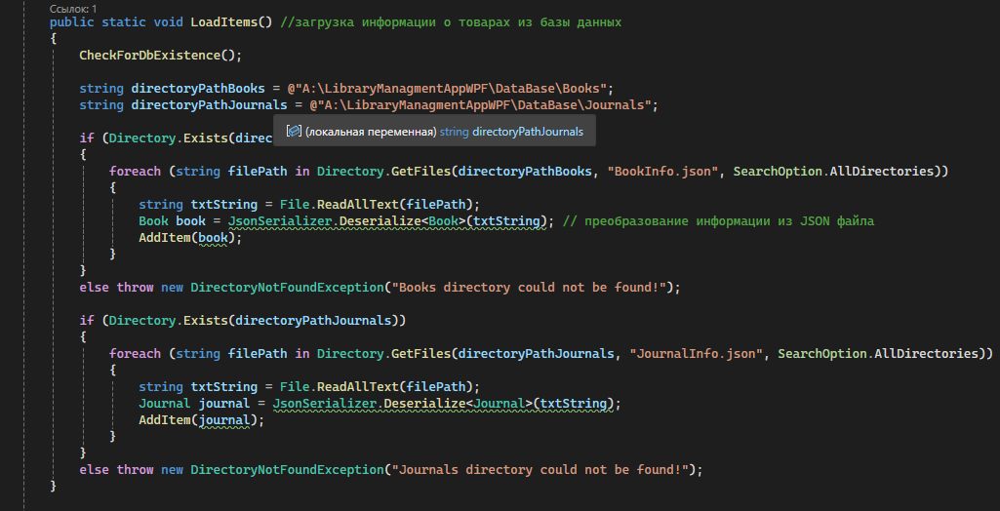 Ссылок: 1
public static void LoadItems() //загрузка информации о товарах из базы данных
{
CheckForDbExistence();
string directoryPathBooks = @"A:\LibraryManagmentAppWPF\DataBase\Books";
string directoryPathJournals = @"A:\LibraryManagmentAppWPF\DataBase\Journals";
if (Directory.Exists(direc
(локальная переменная) string directoryPathJournals
{
foreach (string filePath in Directory.GetFiles(directoryPathBooks, "BookInfo.json", SearchOption.AllDirectories))
{
string txtString = File.ReadAllText(filePath);
Book book = JsonSerializer.Deserialize<Book>(txtString); // преобразование информации из JSON файла
AddItem(book);
}
}
else throw new DirectoryNotFoundException("Books directory could not be found!");
if (Directory.Exists(directoryPathJournals))
{
foreach (string filePath in Directory.GetFiles(directoryPathJournals, "JournalInfo.json", SearchOption.AllDirectories))
{
string txtString = File.ReadAllText(filePath);
Journal journal = JsonSerializer.Deserialize<Journal>(txtString);
AddItem(journal);
}
}
else throw new DirectoryNotFoundException("Journals directory could not be found!");
}